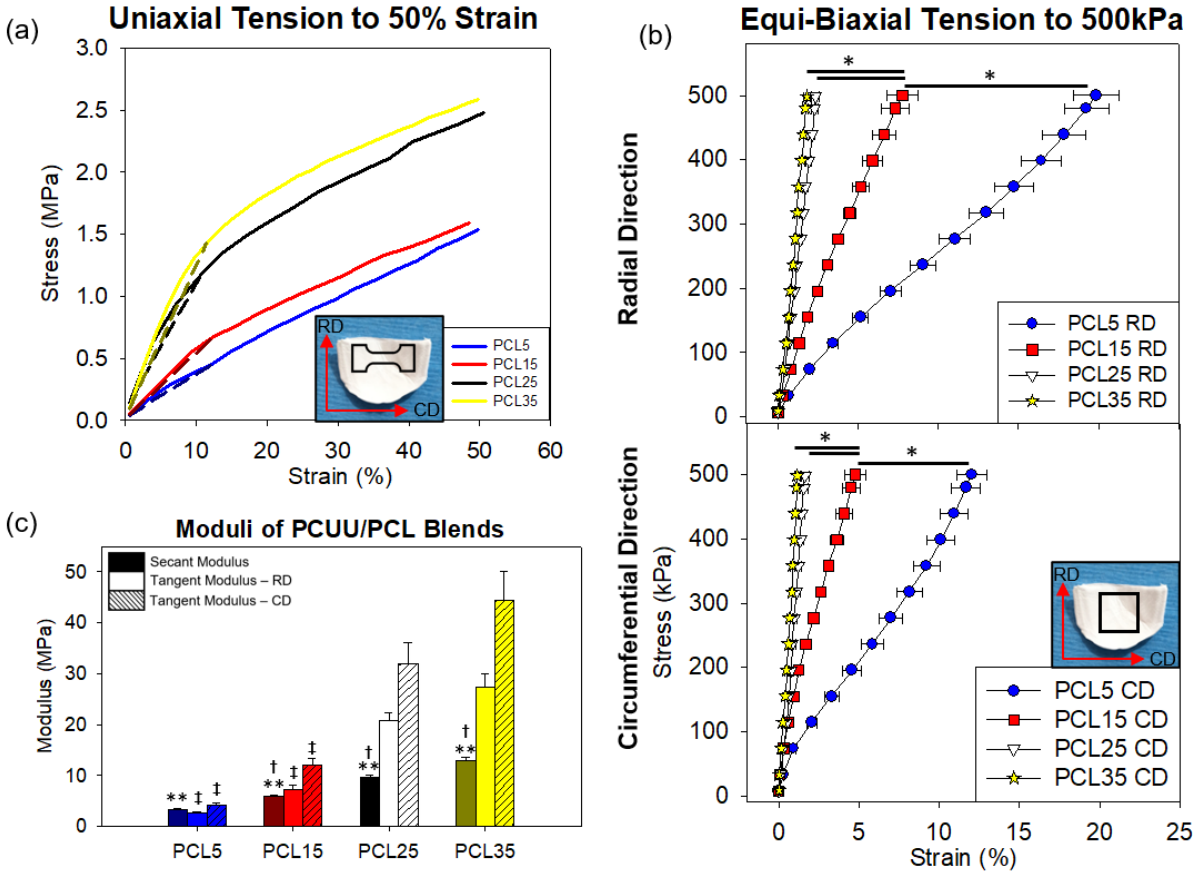 (a)
Uniaxial Tension to 50% Strain
3.0
2.5
2.0
1.5
1.0
0.5
0.0
Stress (MPa)
0 10 20 30 40 50 60
Strain (%)
RD
CD
PCL5
PCL15
PCL25
PCL35
(b)
Equi-Biaxial Tension to 500kPa
Radial Direction
* *
500
400
300
200
100
0
PCL5 RD
PCL15 RD
PCL25 RD
PCL35 RD
Circumferential Direction
Stress (kPa)
* *
500
400
300
200
100
0
RD
CD
PCL5 CD
PCL15 CD
PCL25 CD
PCL35 CD
0 5 10 15 20 25
Strain (%)
(c)
Moduli of PCUU/PCL Blends
Secant Modulus
Tangent Modulus – RD
Tangent Modulus – CD
50
40
30
20
10
0
Modulus (MPa)
** ‡ ‡
†
** ‡ ‡
†
**
†
**
PCL5 PCL15 PCL25 PCL35